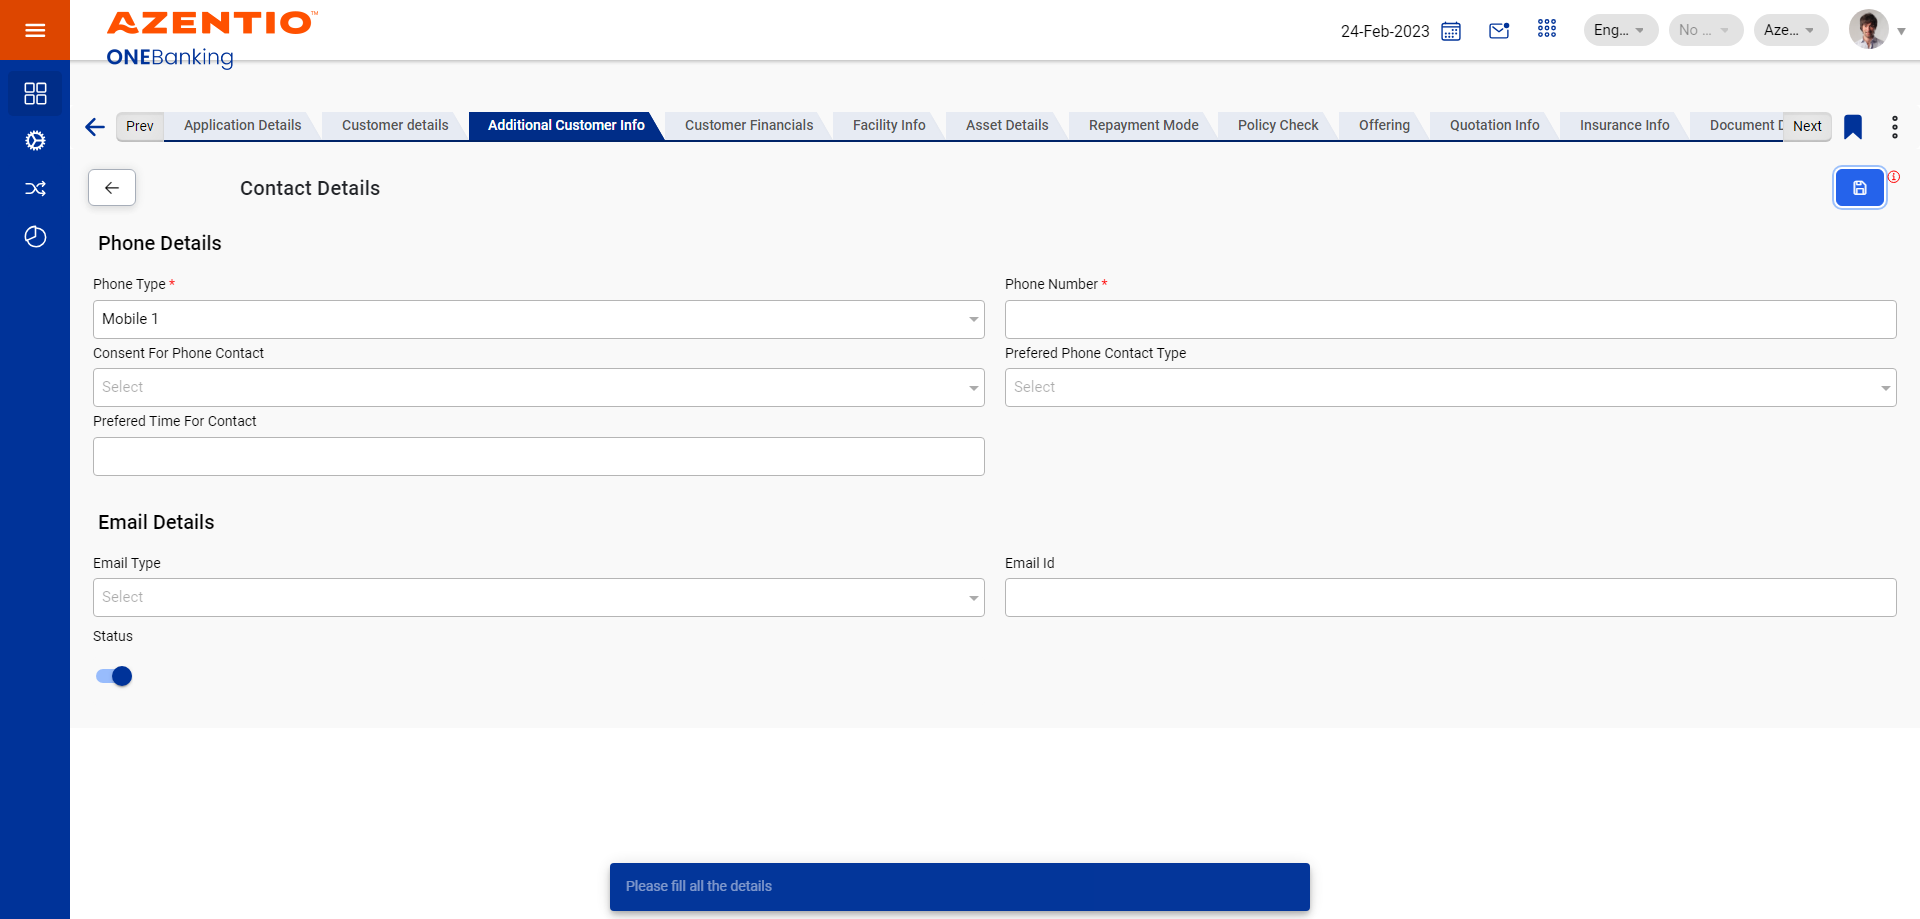 AZENTIO™
ONEBanking
24-Feb-2023
Eng...
No ...
Aze...
Prev
Application Details
Customer details
Additional Customer Info
Customer Financials
Facility Info
Asset Details
Repayment Mode
Policy Check
Offering
Quotation Info
Insurance Info
Document D
Next
Contact Details
Phone Details
Phone Type *
Phone Number *
Mobile 1
Consent For Phone Contact
Prefered Phone Contact Type
Select
Select
Prefered Time For Contact
Email Details
Email Type
Email Id
Select
Status
Please fill all the details